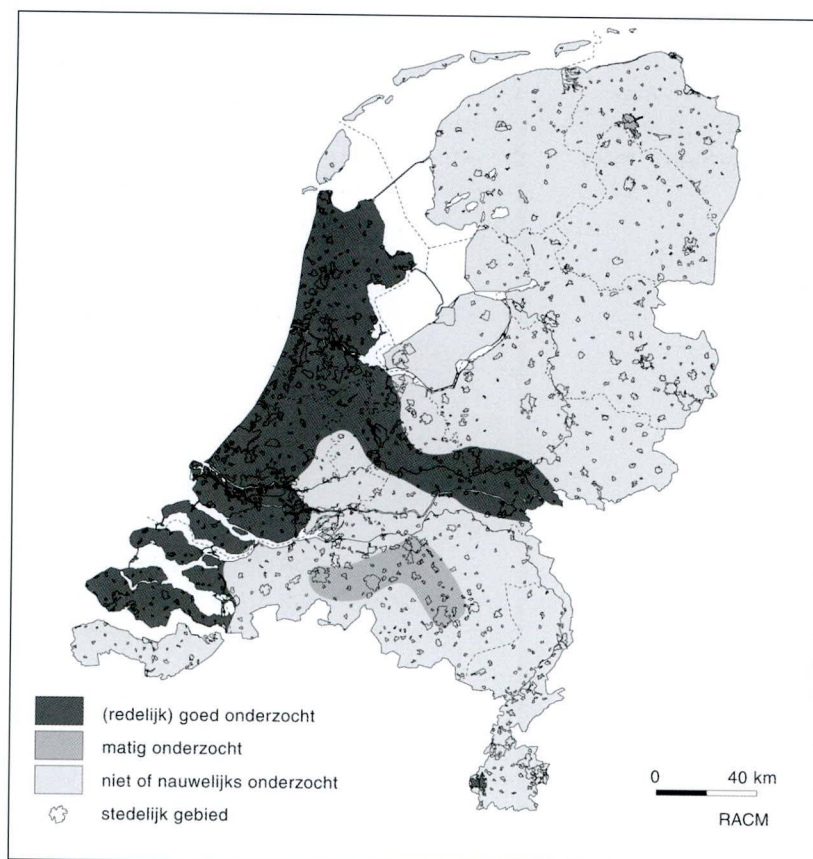 (redelijk) goed onderzocht
matig onderzocht
niet of nauwelijks onderzocht
stedelijk gebied
0 40 km
RACM